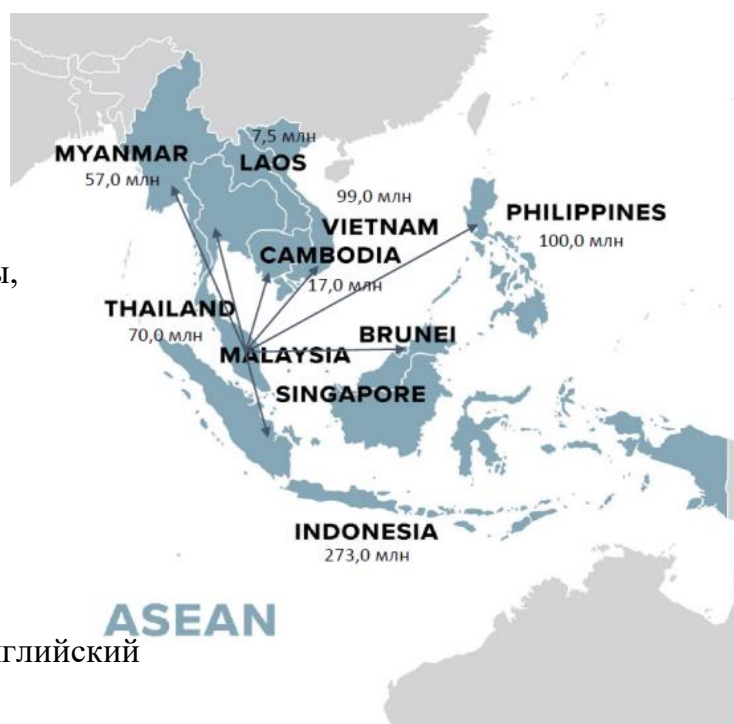 7,5 млн
MYANMAR
LAOS
57,0 млн
99,0 млн
VIETNAM
PHILIPPINES
100,0 млн
CAMBODIA
17,0 млн
THAILAND
70,0 млн
MALAYSIA
BRUNEI
SINGAPORE
INDONESIA
273,0 млн
ASEAN